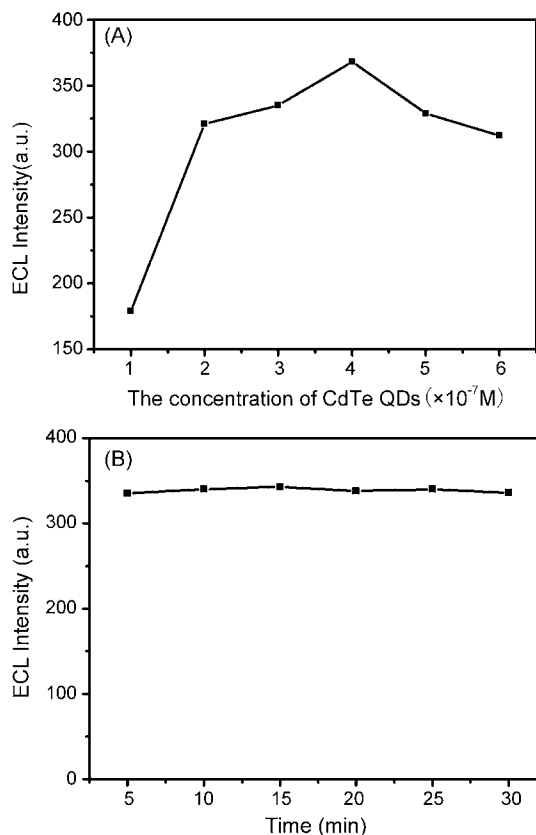 (A)
400
350
300
250
200
150
ECL Intensity(a.u.)
1 2 3 4 5 6
The concentration of CdTe QDs (×10⁻⁷M)
(B)
400
300
200
100
0
ECL Intensity (a.u.)
5 10 15 20 25 30
Time (min)